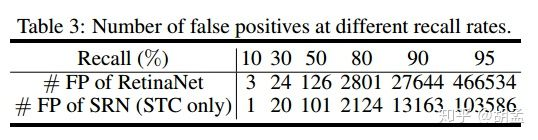 Table 3: Number of false positives at different recall rates.
Recall (%) 10 30 50 80 90 95
# FP of RetinaNet 3 24 126 2801 27644 466534
# FP of SRN (STC only) 1 20 101 2124 13163 103586
知乎 @胡孟